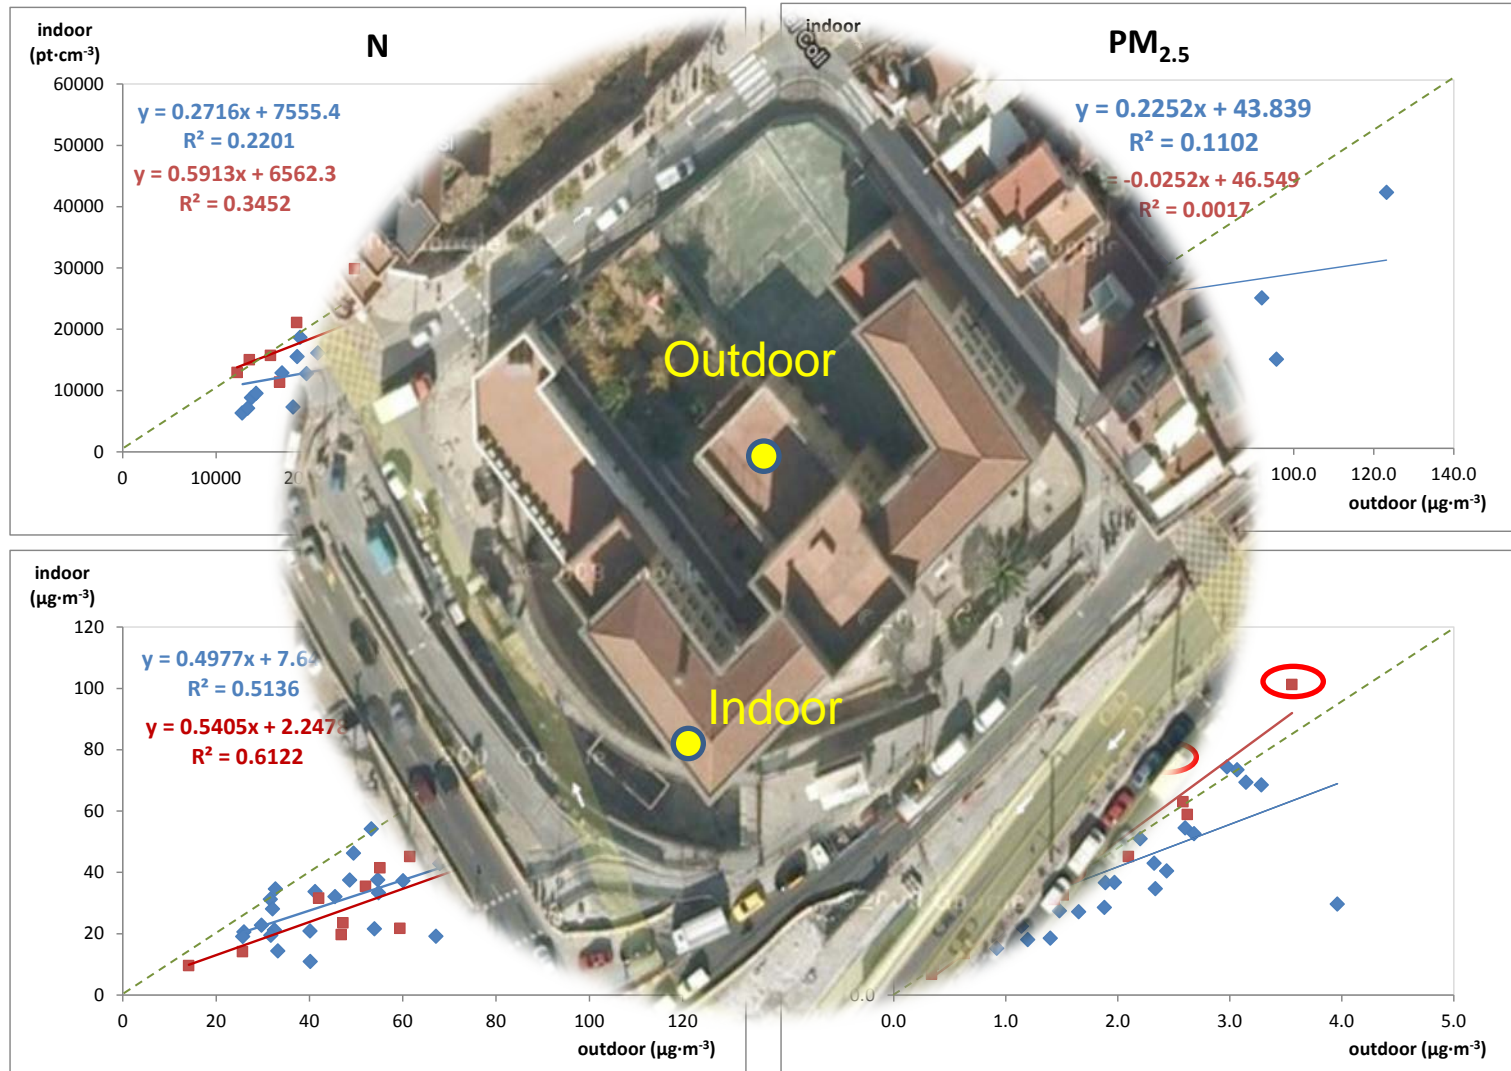 indoor
(pt·cm⁻³)
N
60000
50000
40000
30000
20000
10000
0
0
10000
y = 0.2716x + 7555.4
R² = 0.2201
y = 0.5913x + 6562.3
R² = 0.3452
indoor
PM₂.₅
y = 0.2252x + 43.839
R² = 0.1102
-0.0252x + 46.549
R² = 0.0017
100.0
120.0
140.0
outdoor (µg·m⁻³)
Outdoor
Indoor
indoor
(µg·m⁻³)
120
100
80
60
40
20
0
0
20
40
60
80
100
120
outdoor (µg·m⁻³)
y = 0.4977x + 7.6
R² = 0.5136
y = 0.5405x + 2.247
R² = 0.6122
0.0
0.0
1.0
2.0
3.0
4.0
5.0
outdoor (µg·m⁻³)